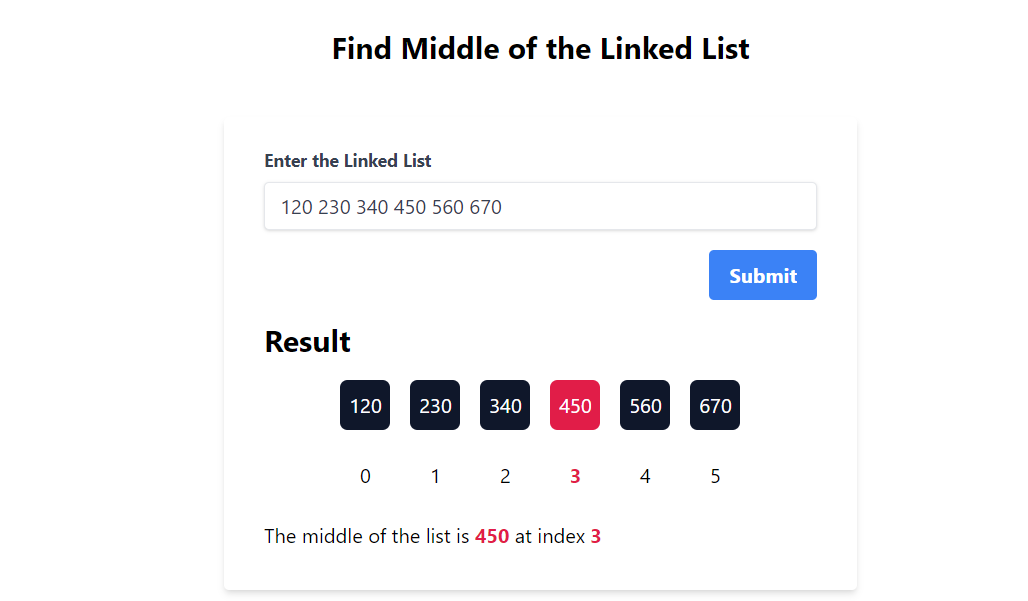 Find Middle of the Linked List
Enter the Linked List
120 230 340 450 560 670
Submit
Result
120 230 340 450 560 670
0 1 2 3 4 5
The middle of the list is 450 at index 3